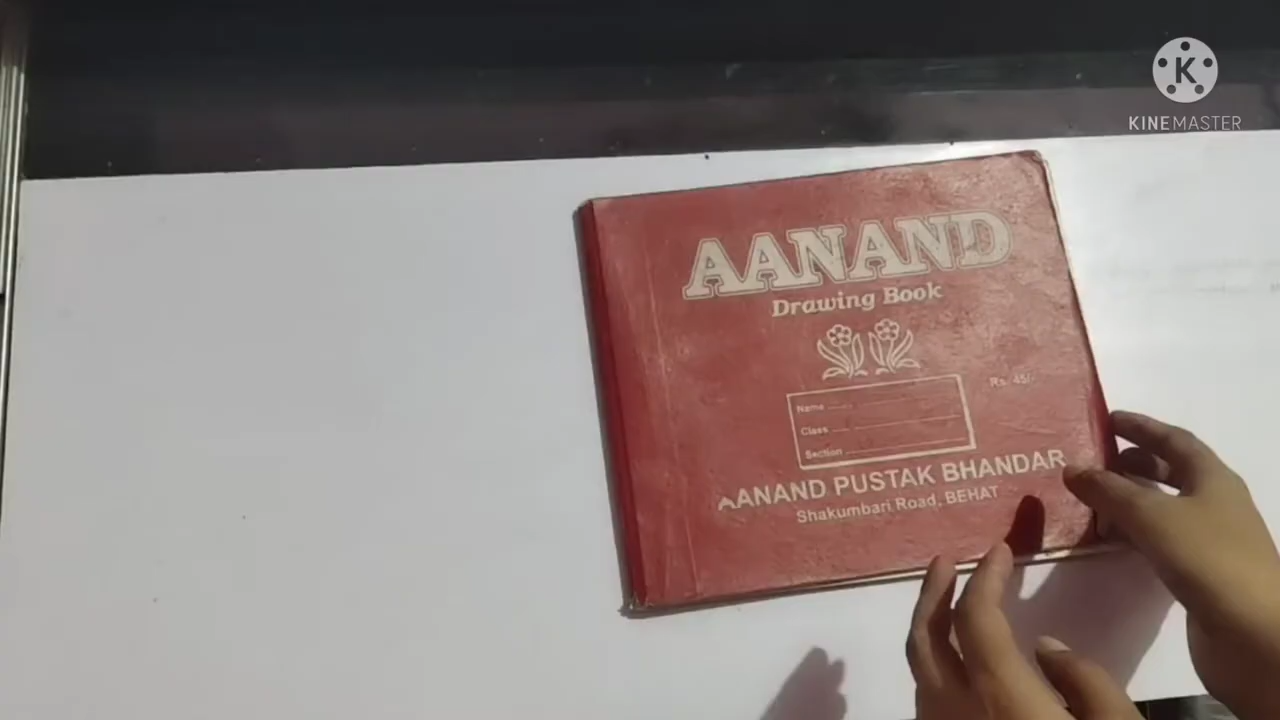 K
KINEMASTER
AANAND
Drawing Book
Rs. 45/-
Name
Class
Section
AANAND PUSTAK BHANDAR
Shakumbari Road, BEHAT